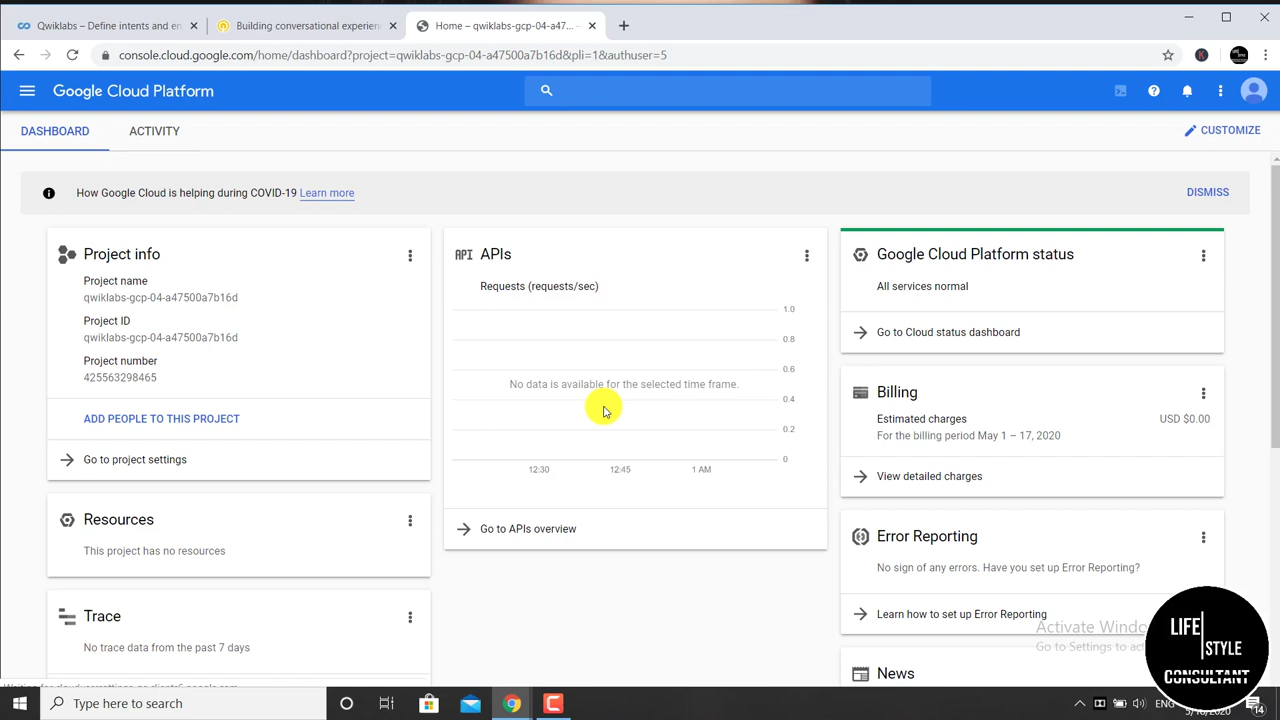 Qwiklabs – Define intents and en
Building conversational experien
Home – qwiklabs-gcp-04-a47...
console.cloud.google.com/home/dashboard?project=qwiklabs-gcp-04-a47500a7b16d&pli=1&authuser=5
Google Cloud Platform
DASHBOARD
ACTIVITY
CUSTOMIZE
How Google Cloud is helping during COVID-19 Learn more
DISMISS
Project info
Project name
qwiklabs-gcp-04-a47500a7b16d
Project ID
qwiklabs-gcp-04-a47500a7b16d
Project number
425563298465
ADD PEOPLE TO THIS PROJECT
Go to project settings
Resources
This project has no resources
Trace
No trace data from the past 7 days
API APIs
Requests (requests/sec)
1.0
0.8
No data is available for the selected time frame.
0.6
0.4
0.2
0
12:30
12:45
1 AM
Go to APIs overview
Google Cloud Platform status
All services normal
Go to Cloud status dashboard
Billing
Estimated charges
USD $0.00
For the billing period May 1 – 17, 2020
View detailed charges
Error Reporting
No sign of any errors. Have you set up Error Reporting?
Learn how to set up Error Reporting
News
Activate Windo
Go to Settings to ac
LIFE
STYLE
CONSULTANT
Type here to search
ENG
14